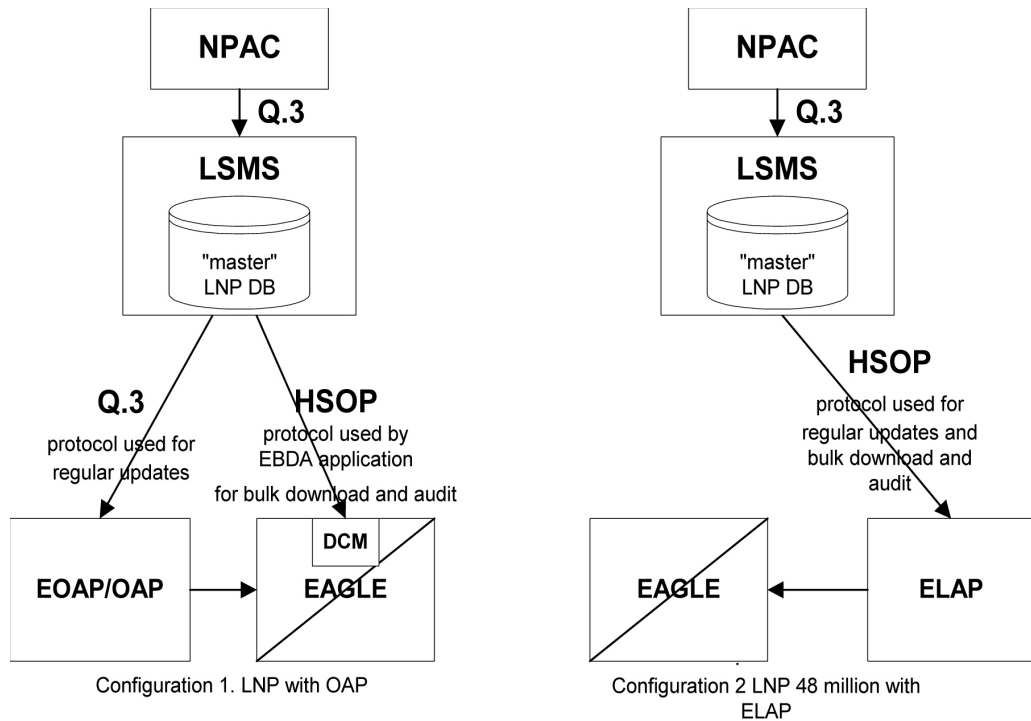 NPAC
Q.3
LSMS
"master"
LNP DB
Q.3
protocol used for
regular updates
HSOP
protocol used by
EBDA application
for bulk download and audit
EOAP/OAP
DCM
EAGLE
Configuration 1. LNP with OAP
NPAC
Q.3
LSMS
"master"
LNP DB
HSOP
protocol used for
regular updates and
bulk download and
audit
EAGLE
ELAP
Configuration 2 LNP 48 million with
ELAP